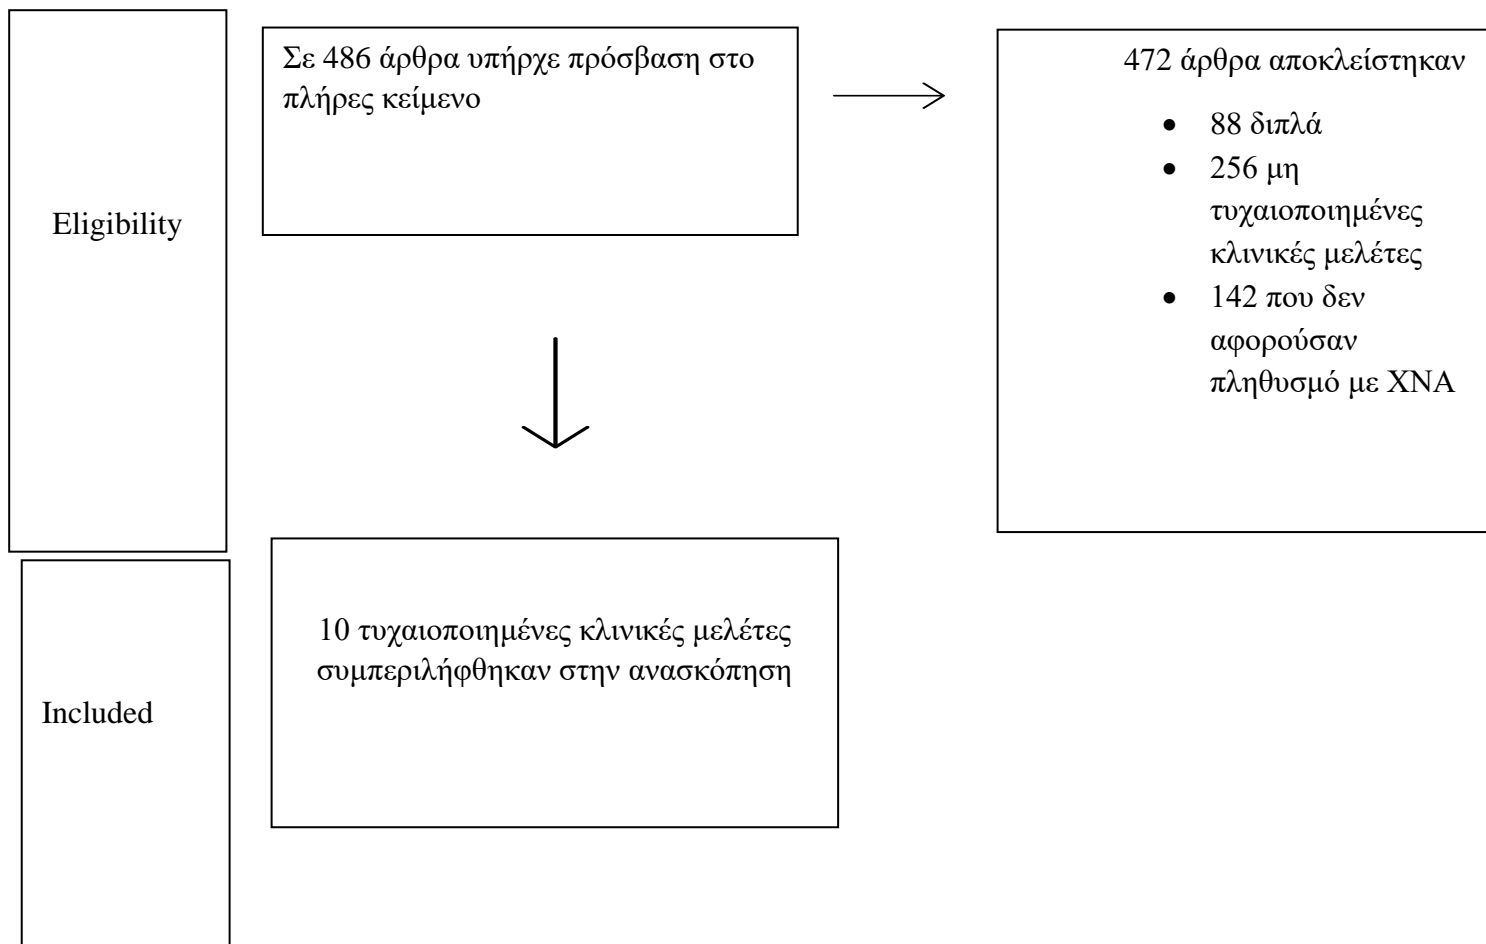 Eligibility
Σε 486 άρθρα υπήρχε πρόσβαση στο
πλήρες κείμενο
472 άρθρα αποκλείστηκαν
• 88 διπλά
• 256 μη
τυχαιοποιημένες
κλινικές μελέτες
• 142 που δεν
αφορούσαν
πληθυσμό με ΧΝΑ
Included
10 τυχαιοποιημένες κλινικές μελέτες
συμπεριλήφθηκαν στην ανασκόπηση